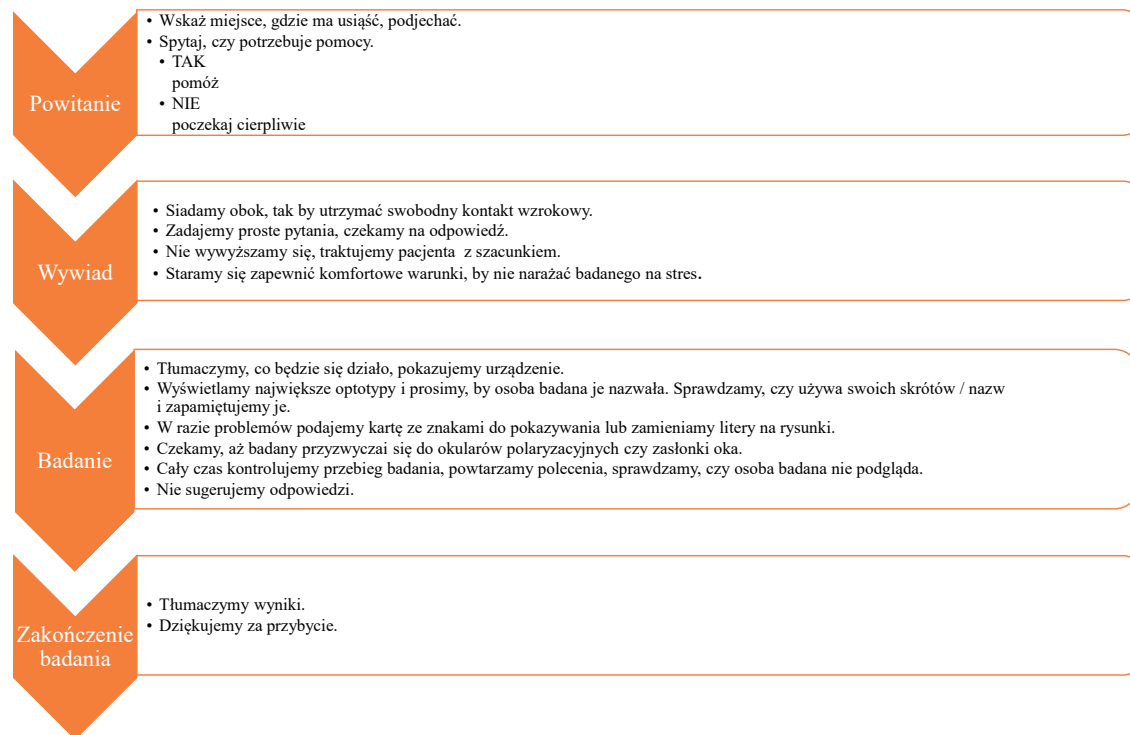 Powitanie
• Wskaż miejsce, gdzie ma usiąść, podjechać.
• Spytaj, czy potrzebuje pomocy.
• TAK
pomóż
• NIE
poczekaj cierpliwie
Wywiad
• Siadamy obok, tak by utrzymać swobodny kontakt wzrokowy.
• Zadajemy proste pytania, czekamy na odpowiedź.
• Nie wywyższamy się, traktujemy pacjenta z szacunkiem.
• Staramy się zapewnić komfortowe warunki, by nie narażać badanego na stres.
Badanie
• Tłumaczymy, co będzie się działo, pokazujemy urządzenie.
• Wyświetlamy największe optotypy i prosimy, by osoba badana je nazwała. Sprawdzamy, czy używa swoich skrótów / nazw
i zapamiętujemy je.
• W razie problemów podajemy kartę ze znakami do pokazywania lub zamieniamy litery na rysunki.
• Czekamy, aż badany przyzwyczai się do okularów polaryzacyjnych czy zasłonki oka.
• Cały czas kontrolujemy przebieg badania, powtarzamy polecenia, sprawdzamy, czy osoba badana nie podgląda.
• Nie sugerujemy odpowiedzi.
Zakończenie
badania
• Tłumaczymy wyniki.
• Dziękujemy za przybycie.